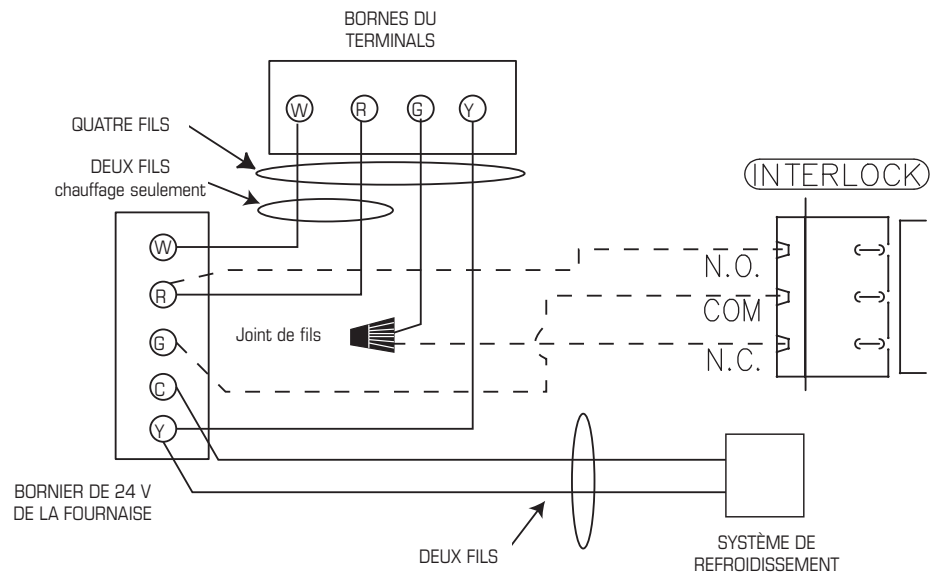 BORNES DU
TERMINALS
W R G Y
QUATRE FILS
DEUX FILS
chauffage seulement
INTERLOCK
W
R
G
C
Y
N.O.
COM
N.C.
Joint de fils
BORNIER DE 24 V
DE LA FOURNAISE
DEUX FILS
SYSTÈME DE
REFROIDISSEMENT